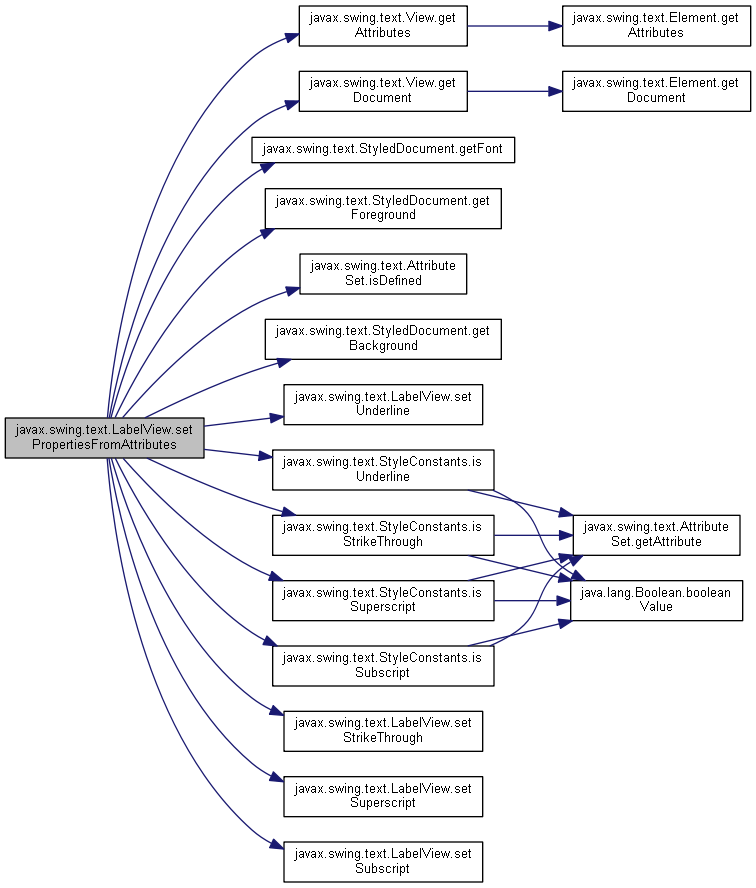 javax.swing.text.View.get
Attributes
javax.swing.text.Element.get
Attributes
javax.swing.text.View.get
Document
javax.swing.text.Element.get
Document
javax.swing.text.StyledDocument.getFont
javax.swing.text.StyledDocument.get
Foreground
javax.swing.text.Attribute
Set.isDefined
javax.swing.text.StyledDocument.get
Background
javax.swing.text.LabelView.set
Underline
javax.swing.text.LabelView.set
PropertiesFromAttributes
javax.swing.text.StyleConstants.is
Underline
javax.swing.text.StyleConstants.is
StrikeThrough
javax.swing.text.Attribute
Set.getAttribute
javax.swing.text.StyleConstants.is
Superscript
java.lang.Boolean.boolean
Value
javax.swing.text.StyleConstants.is
Subscript
javax.swing.text.LabelView.set
StrikeThrough
javax.swing.text.LabelView.set
Superscript
javax.swing.text.LabelView.set
Subscript